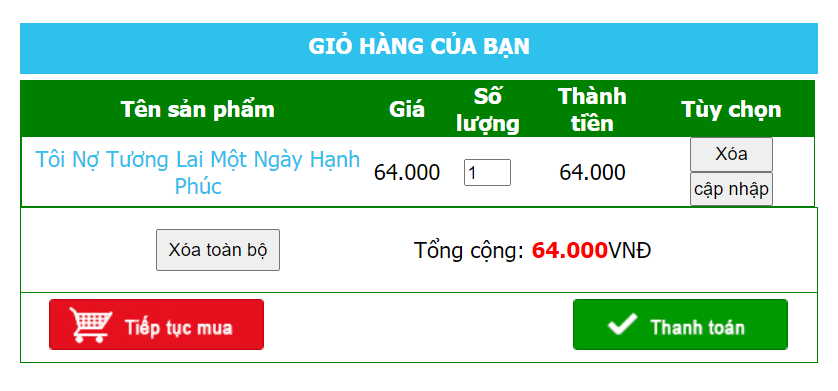 GIỎ HÀNG CỦA BẠN
Tên sản phẩm Giá Số lượng Thành tiền Tùy chọn
Tôi Nợ Tương Lai Một Ngày Hạnh Phúc 64.000 1 64.000 Xóa
cập nhập
Xóa toàn bộ Tổng cộng: 64.000VNĐ
Tiếp tục mua Thanh toán